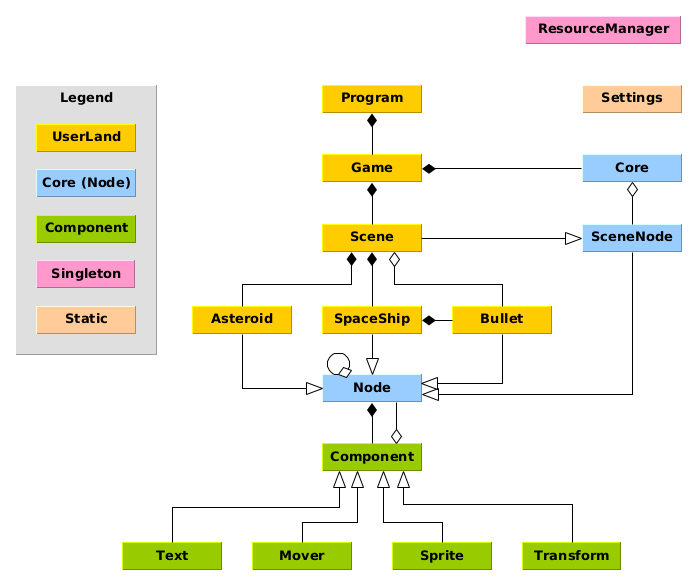 ResourceManager
Legend
UserLand
Core (Node)
Component
Singleton
Static
Program
Settings
Game
Core
Scene
SceneNode
Asteroid
SpaceShip
Bullet
Node
Component
Text
Mover
Sprite
Transform